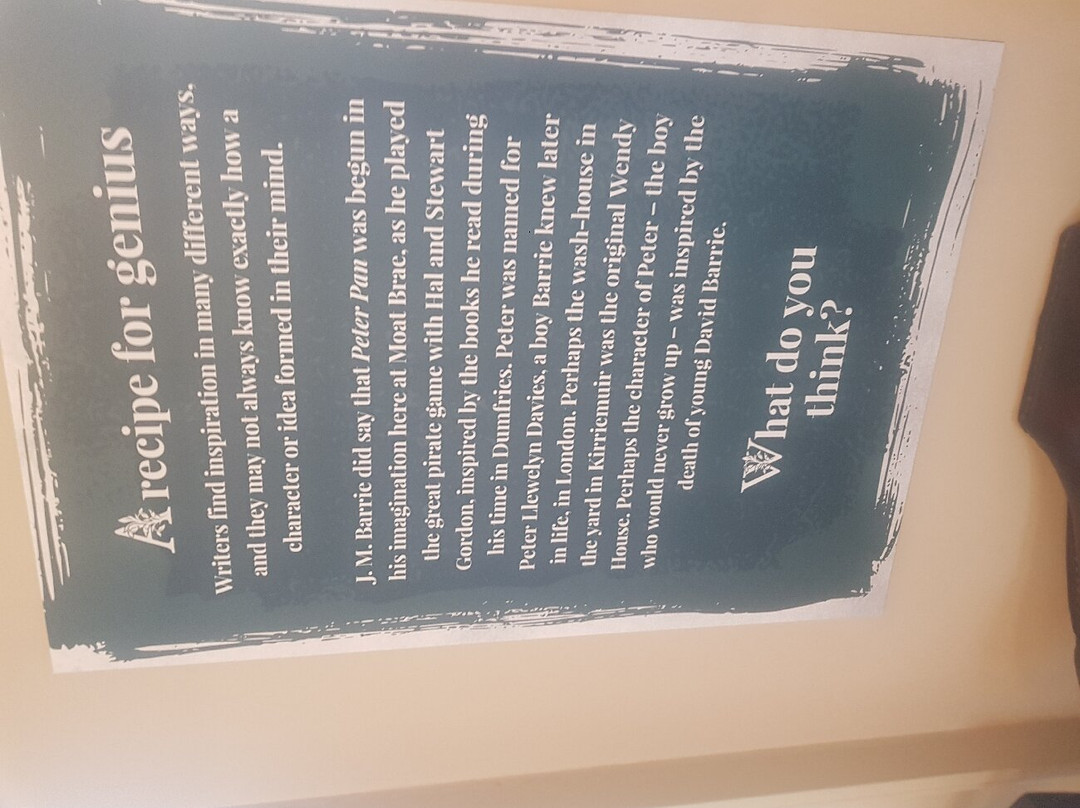 A recipe for genius
Writers find inspiration in many different ways,
and they may not always know exactly how a
character or idea formed in their mind.
J.M. Barrie did say that Peter Pan was begun in
his imagination here at Moat Brae, as he played
the great pirate game with Hal and Stewart
Gordon, inspired by the books he read during
his time in Dumfries. Peter was named for
Peter Llewelyn Davies, a boy Barrie knew later
in life, in London. Perhaps the wash-house in
the yard in Kirriemuir was the original Wendy
House. Perhaps the character of Peter – the boy
who would never grow up – was inspired by the
death of young David Barrie.
What do you
think?